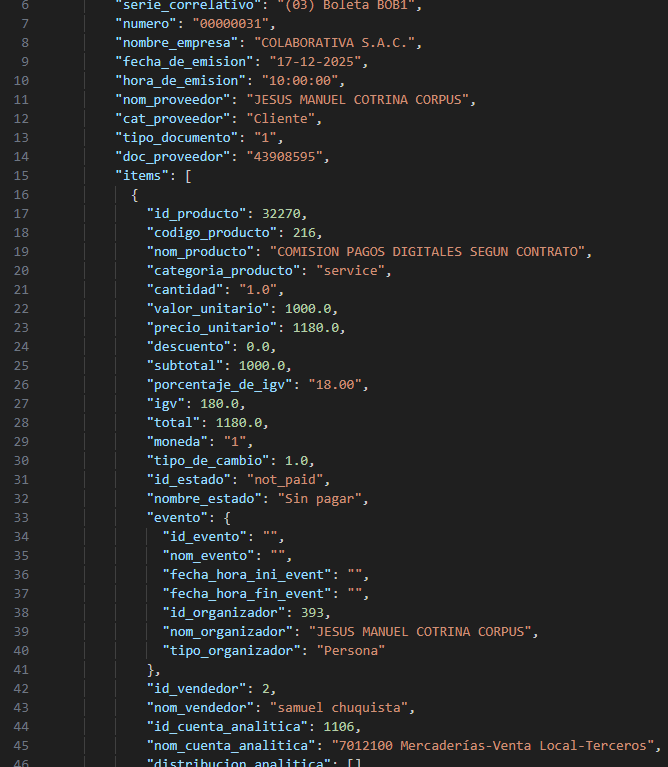 6 "serie_correlativo": "(03) Boleta B0B1",
7 "numero": "00000031",
8 "nombre_empresa": "COLABORATIVA S.A.C.",
9 "fecha_de_emision": "17-12-2025",
10 "hora_de_emision": "10:00:00",
11 "nom_proveedor": "JESUS MANUEL COTRINA CORPUS",
12 "cat_proveedor": "Cliente",
13 "tipo_documento": "1",
14 "doc_proveedor": "43908595",
15 "items": [
16 {
17 "id_producto": 32270,
18 "codigo_producto": 216,
19 "nom_producto": "COMISION PAGOS DIGITALES SEGUN CONTRATO",
20 "categoria_producto": "service",
21 "cantidad": "1.0",
22 "valor_unitario": 1000.0,
23 "precio_unitario": 1180.0,
24 "descuento": 0.0,
25 "subtotal": 1000.0,
26 "porcentaje_de_igv": "18.00",
27 "igv": 180.0,
28 "total": 1180.0,
29 "moneda": "1",
30 "tipo_de_cambio": 1.0,
31 "id_estado": "not_paid",
32 "nombre_estado": "Sin pagar",
33 "evento": {
34 "id_evento": "",
35 "nom_evento": "",
36 "fecha_hora_ini_event": "",
37 "fecha_hora_fin_event": "",
38 "id_organizador": 393,
39 "nom_organizador": "JESUS MANUEL COTRINA CORPUS",
40 "tipo_organizador": "Persona"
41 },
42 "id_vendedor": 2,
43 "nom_vendedor": "samuel chuquista",
44 "id_cuenta_analitica": 1106,
45 "nom_cuenta_analitica": "7012100 Mercaderías-Venta Local-Terceros",
46 "distribucion_analitica": []